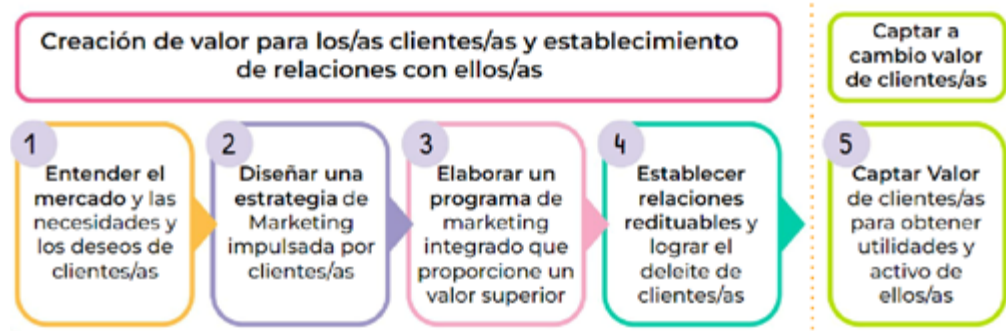 Creación de valor para los/as clientes/as y establecimiento
de relaciones con ellos/as
Captar a
cambio valor
de clientes/as
1
Entender el
mercado y las
necesidades y
los deseos de
clientes/as
2
Diseñar una
estrategia de
Marketing
impulsada por
clientes/as
3
Elaborar un
programa de
marketing
integrado que
proporcione un
valor superior
4
Establecer
relaciones
redituables y
lograr el
deleite de
clientes/as
5
Captar Valor
de clientes/as
para obtener
utilidades y
activo de
ellos/as